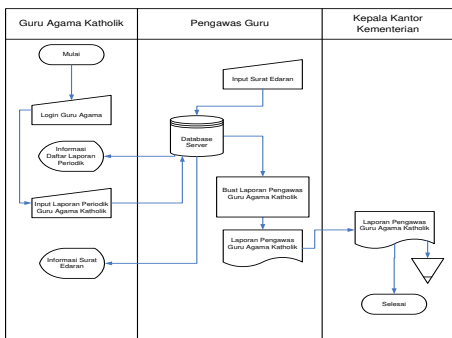 Guru Agama Katholik
Pengawas Guru
Kepala Kantor
Kementerian
Mulai
Login Guru Agama
Informasi
Daftar Laporan
Periodik
Input Laporan Periodik
Guru Agama Katholik
Informasi Surat
Edaran
Input Surat Edaran
Database
Server
Buat Laporan Pengawas
Guru Agama Katholik
Laporan Pengawas
Guru Agama Katholik
Laporan Pengawas
Guru Agama Katholik
Selesai